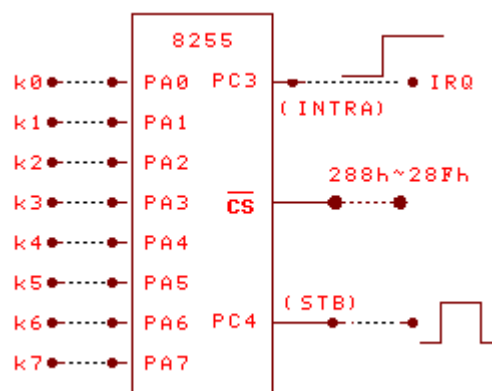 8255
k0 PA0 PC3 IRQ
(INTRA)
k1 PA1
k2 PA2 288h~28Fh
k3 PA3 CS
k4 PA4
k5 PA5
(STB)
k6 PA6 PC4
k7 PA7